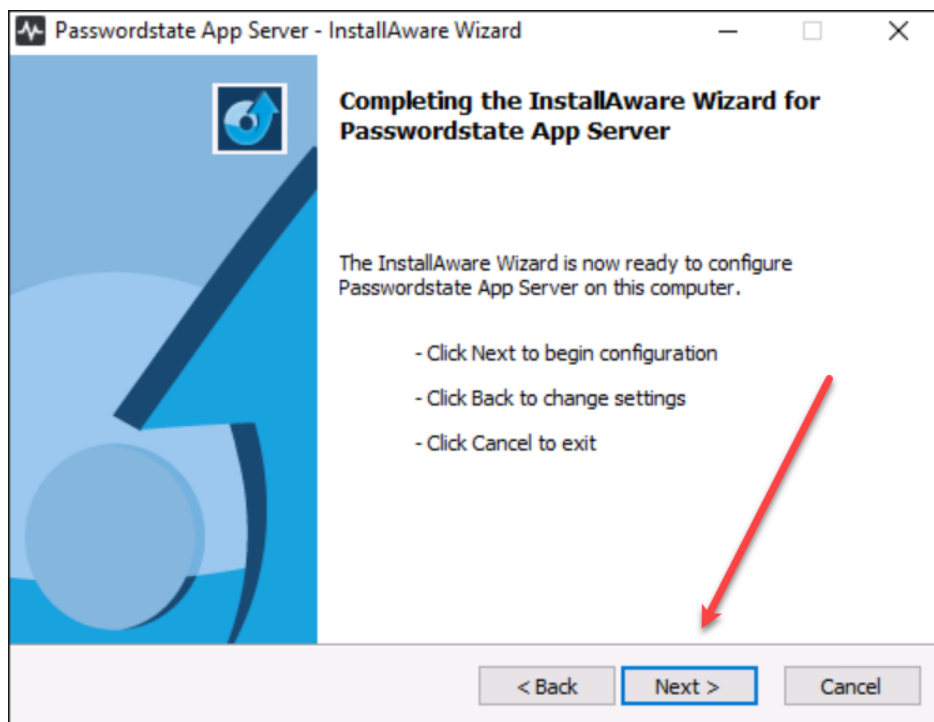 Passwordstate App Server - InstallAware Wizard
Completing the InstallAware Wizard for
Passwordstate App Server
The InstallAware Wizard is now ready to configure
Passwordstate App Server on this computer.
- Click Next to begin configuration
- Click Back to change settings
- Click Cancel to exit
< Back Next > Cancel